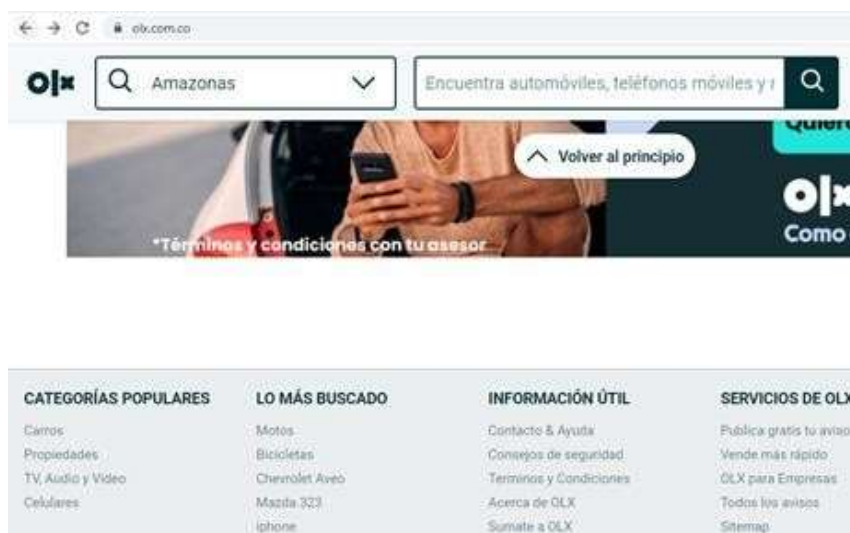 olx.com.co
olx
Amazonas
Encuentra automóviles, teléfonos móviles y
Volver al principio
Quiere
olx
Como
*Términos y condiciones con tu asesor
CATEGORÍAS POPULARES
Carros
Propiedades
TV, Audio y Video
Celulares
LO MÁS BUSCADO
Motos
Bicicletas
Chevrolet Aveo
Mazda 323
iphone
INFORMACIÓN ÚTIL
Contacto & Ayuda
Consejos de seguridad
Terminos y Condiciones
Acerca de OLX
Sumate a OLX
SERVICIOS DE OLX
Publica gratis tu aviso
Vende más rápido
OLX para Empresas
Todos los avisos
Sitemap